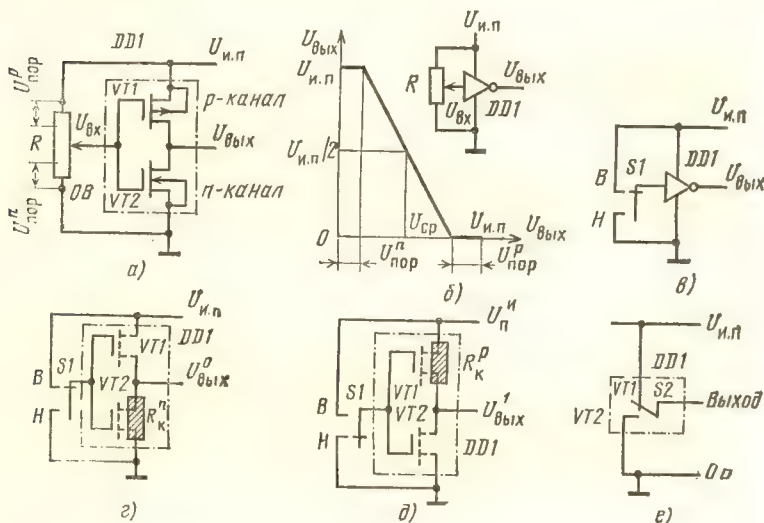 DD1
U и.п
U^р пор
VT1
р-канал
U вх
R
U вых
U^n пор
0В
VT2
n-канал
а)
U вых
U и.п
U и.п
R
U вых
U вх
DD1
U и.п/2
U ср
U и.п
0
U вых
U^n пор
U^р пор
б)
U и.п
В
S1
DD1
U вых
Н
в)
U и.п
DD1
VT1
В
S1
VT2
U^0 вых
Н
R^n к
г)
U^и п
R^р к
В
S1
VT1
VT2
U^1 вых
Н
DD1
д)
U и.п
DD1
VT1
S2
Выход
VT2
е)